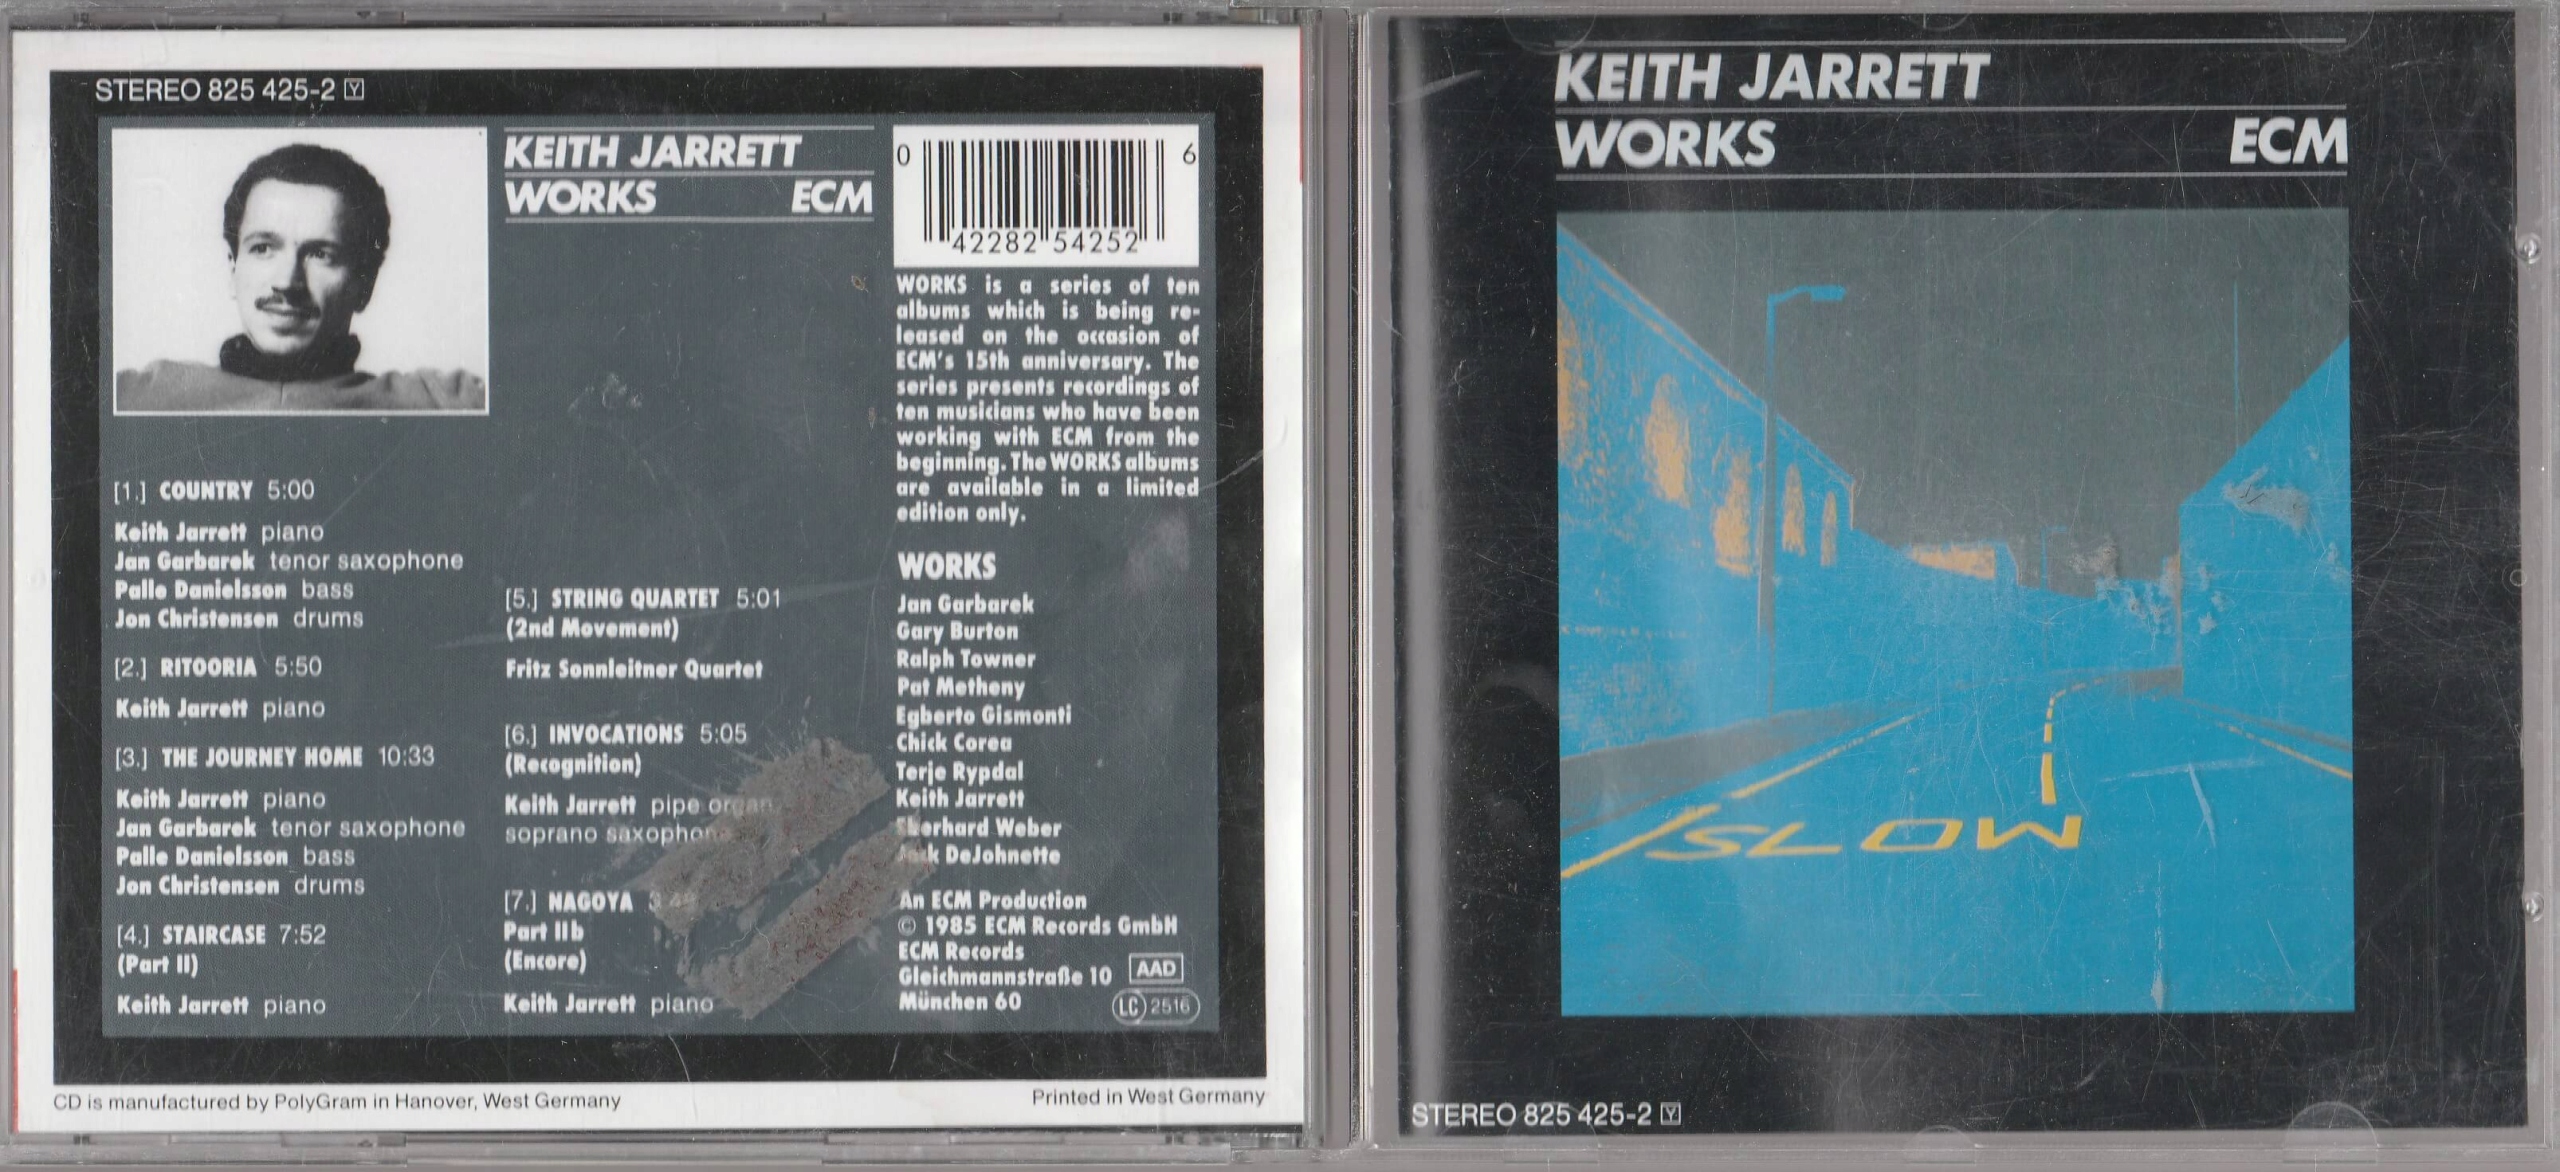 STEREO 825 425-2 Y
KEITH JARRETT
WORKS ECM
0 42282 54252 6
[1.] COUNTRY 5:00
Keith Jarrett piano
Jan Garbarek tenor saxophone
Palle Danielsson bass
Jon Christensen drums
[2.] RITOORIA 5:50
Keith Jarrett piano
[3.] THE JOURNEY HOME 10:33
Keith Jarrett piano
Jan Garbarek tenor saxophone
Palle Danielsson bass
Jon Christensen drums
[4.] STAIRCASE 7:52
(Part II)
Keith Jarrett piano
[5.] STRING QUARTET 5:01
(2nd Movement)
Fritz Sonnleitner Quartet
[6.] INVOCATIONS 5:05
(Recognition)
Keith Jarrett pipe organ
soprano saxophone
[7.] NAGOYA
Part IIb
(Encore)
Keith Jarrett piano
WORKS is a series of ten
albums which is being re-
leased on the occasion of
ECM's 15th anniversary. The
series presents recordings of
ten musicians who have been
working with ECM from the
beginning. The WORKS albums
are available in a limited
edition only.
WORKS
Jan Garbarek
Gary Burton
Ralph Towner
Pat Metheny
Egberto Gismonti
Chick Corea
Terje Rypdal
Keith Jarrett
Eberhard Weber
Jack DeJohnette
An ECM Production
© 1985 ECM Records GmbH
ECM Records
Gleichmannstraße 10
München 60
AAD
LC 2516
CD is manufactured by PolyGram in Hanover, West Germany
Printed in West Germany
KEITH JARRETT
WORKS ECM
SLOW
STEREO 825 425-2 Y